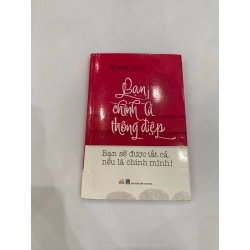 Bạn
chính là
thông điệp
Bạn sẽ được tất cả
nếu là chính mình!